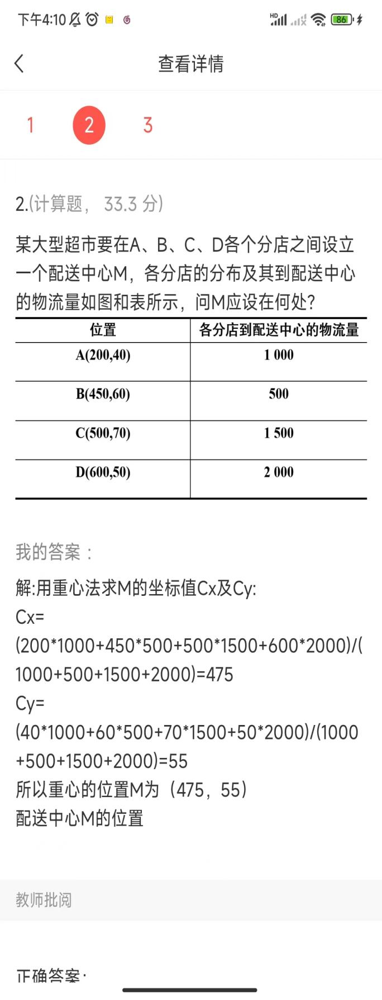 下午4:10
HD
86
查看详情
1 2 3
2.(计算题, 33.3 分)
某大型超市要在A、B、C、D各个分店之间设立
一个配送中心M，各分店的分布及其到配送中心
的物流量如图和表所示，问M应设在何处?
位置 各分店到配送中心的物流量
A(200,40) 1 000
B(450,60) 500
C(500,70) 1 500
D(600,50) 2 000
我的答案：
解:用重心法求M的坐标值Cx及Cy:
Cx=
(200*1000+450*500+500*1500+600*2000)/(
1000+500+1500+2000)=475
Cy=
(40*1000+60*500+70*1500+50*2000)/(1000
+500+1500+2000)=55
所以重心的位置M为（475，55）
配送中心M的位置
教师批阅
正确答案：